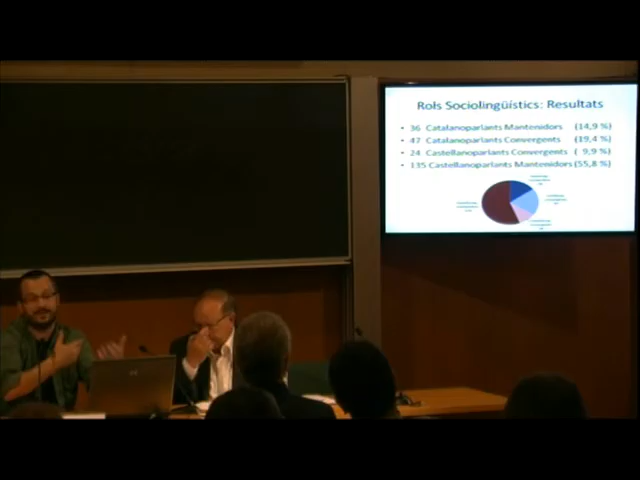 Rols Sociolingüístics: Resultats
• 36 Catalanoparlants Mantenidors (14,9 %)
• 47 Catalanoparlants Convergents (19,4 %)
• 24 Castellanoparlants Convergents ( 9,9 %)
• 135 Castellanoparlants Mantenidors (55,8 %)